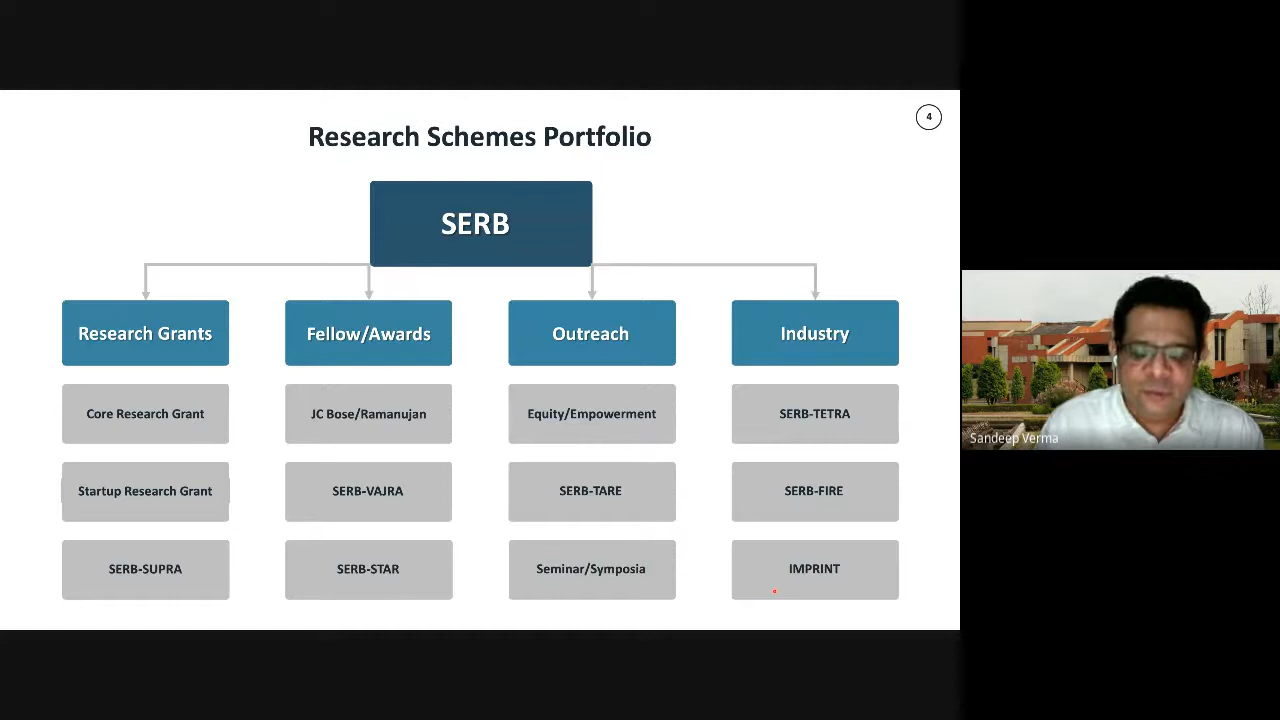 4
Research Schemes Portfolio
SERB
Research Grants
Fellow/Awards
Outreach
Industry
Core Research Grant
JC Bose/Ramanujan
Equity/Empowerment
SERB-TETRA
Startup Research Grant
SERB-VAJRA
SERB-TARE
SERB-FIRE
SERB-SUPRA
SERB-STAR
Seminar/Symposia
IMPRINT
Sandeep Verma